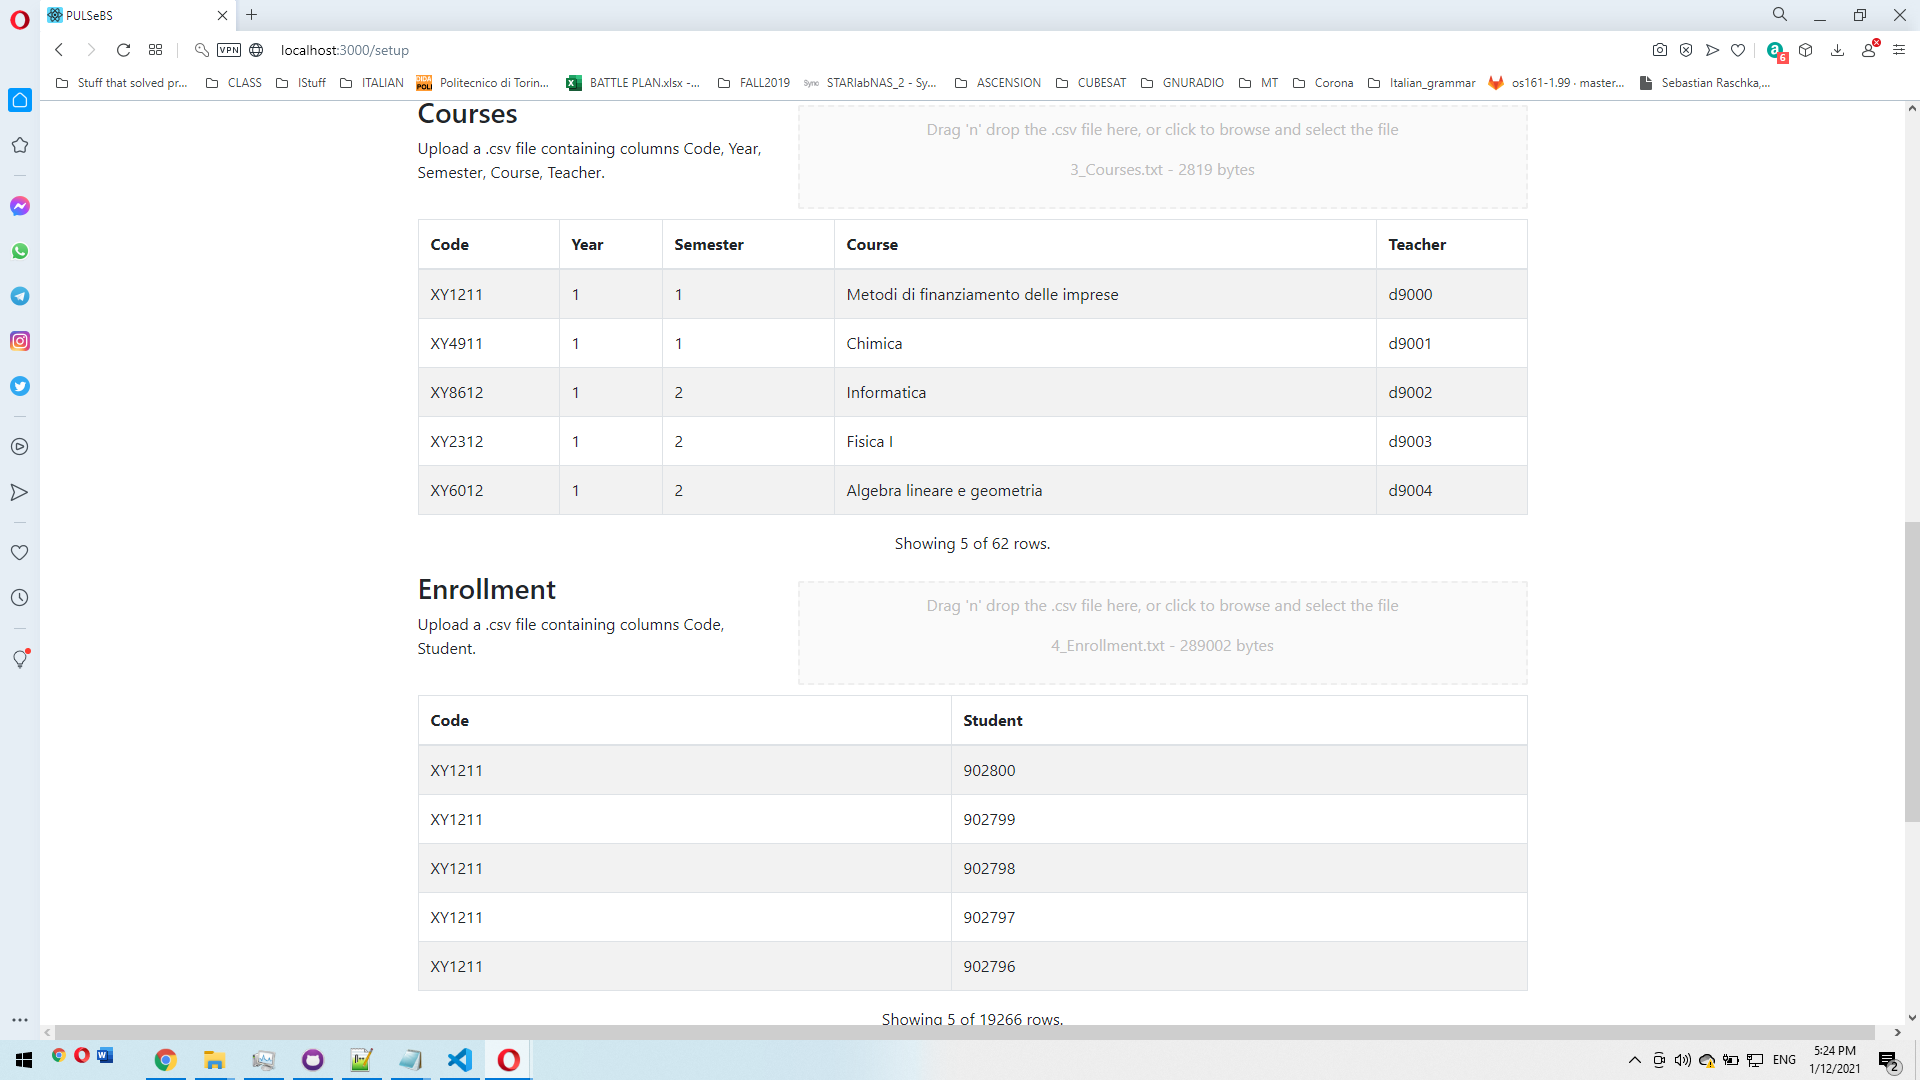 PULSeBS
VPN
localhost:3000/setup
6
Stuff that solved pr...
CLASS
IStuff
ITALIAN
DIDA POLI
Politecnico di Torin...
BATTLE PLAN.xlsx -...
FALL2019
Sync
STARlabNAS_2 - Sy...
ASCENSION
CUBESAT
GNURADIO
MT
Corona
Italian_grammar
os161-1.99 · master...
Sebastian Raschka,...
Courses
Upload a .csv file containing columns Code, Year,
Semester, Course, Teacher.
Drag 'n' drop the .csv file here, or click to browse and select the file
3_Courses.txt - 2819 bytes
Code Year Semester Course Teacher
XY1211 1 1 Metodi di finanziamento delle imprese d9000
XY4911 1 1 Chimica d9001
XY8612 1 2 Informatica d9002
XY2312 1 2 Fisica I d9003
XY6012 1 2 Algebra lineare e geometria d9004
Showing 5 of 62 rows.
Enrollment
Upload a .csv file containing columns Code,
Student.
Drag 'n' drop the .csv file here, or click to browse and select the file
4_Enrollment.txt - 289002 bytes
Code Student
XY1211 902800
XY1211 902799
XY1211 902798
XY1211 902797
XY1211 902796
Showing 5 of 19266 rows.
ENG
5:24 PM
1/12/2021
2